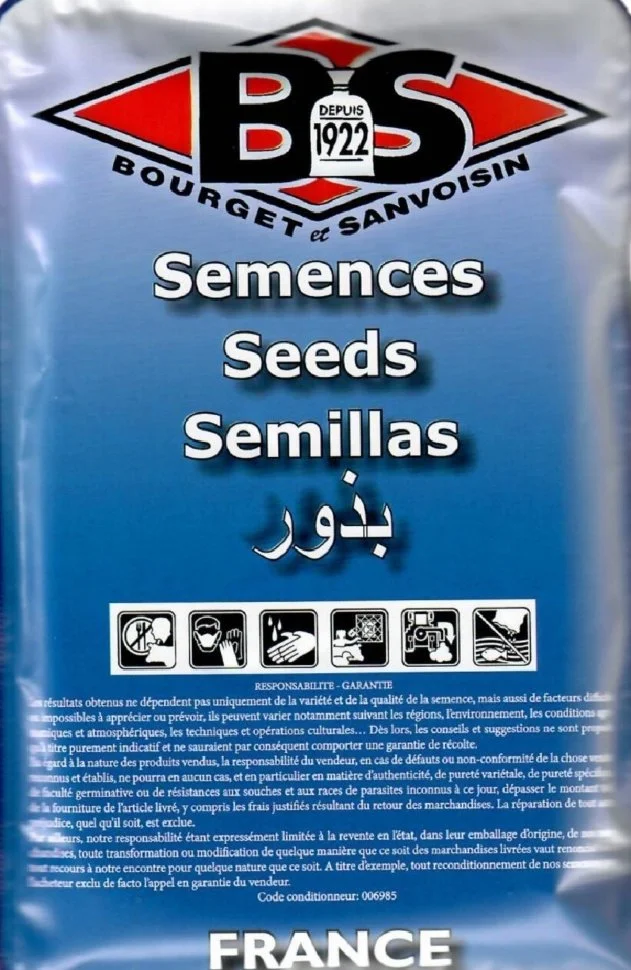 BS
DEPUIS
1922
BOURGET et SANVOISIN
Semences
Seeds
Semillas
بذور
RESPONSABILITE - GARANTIE
résultats obtenus ne dépendent pas uniquement de la variété et de la qualité de la semence, mais aussi de facteurs
impossibles à apprécier ou prévoir, ils peuvent varier notamment suivant les régions, l'environnement, les conditions
et atmosphériques, les techniques et opérations culturales... Dès lors, les conseils et suggestions ne sont
titre purement indicatif et ne sauraient par conséquent comporter une garantie de récolte.
égard à la nature des produits vendus, la responsabilité du vendeur, en cas de défauts ou non-conformité de la chose
et établis, ne pourra en aucun cas, et en particulier en matière d'authenticité, de pureté variétale, de pureté
faculté germinative ou de résistances aux souches et aux races de parasites inconnus à ce jour, dépasser le montant
la fourniture de l'article livré, y compris les frais justifiés résultant du retour des marchandises. La réparation de
quel qu'il soit, est exclue.
notre responsabilité étant expressément limitée à la revente en l'état, dans leur emballage d'origine, de
toute transformation ou modification de quelque manière que ce soit des marchandises livrées vaut
recours à notre encontre pour quelque nature que ce soit. A titre d'exemple, tout reconditionnement de nos
exclu de facto l'appel en garantie du vendeur.
Code conditionneur: 006985
FRANCE